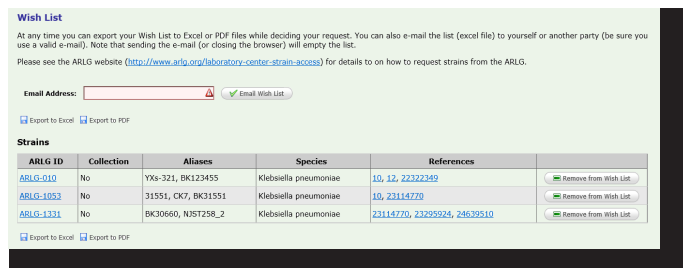 Wish List
At any time you can export your Wish List to Excel or PDF files while deciding your request. You can also e-mail the list (excel file) to yourself or another party (be sure you
use a valid e-mail). Note that sending the e-mail (or closing the browser) will empty the list.
Please see the ARLG website (http://www.arlg.org/laboratory-center-strain-access) for details to on how to request strains from the ARLG.
Email Address: Email Wish List
Export to Excel Export to PDF
Strains
ARLG ID Collection Aliases Species References
ARLG-010 No YXs-321, BK123455 Klebsiella pneumoniae 10, 12, 22322349 Remove from Wish List
ARLG-1053 No 31551, CK7, BK31551 Klebsiella pneumoniae 10, 23114770 Remove from Wish List
ARLG-1331 No BK30660, NJST258_2 Klebsiella pneumoniae 23114770, 23295924, 24639510 Remove from Wish List
Export to Excel Export to PDF